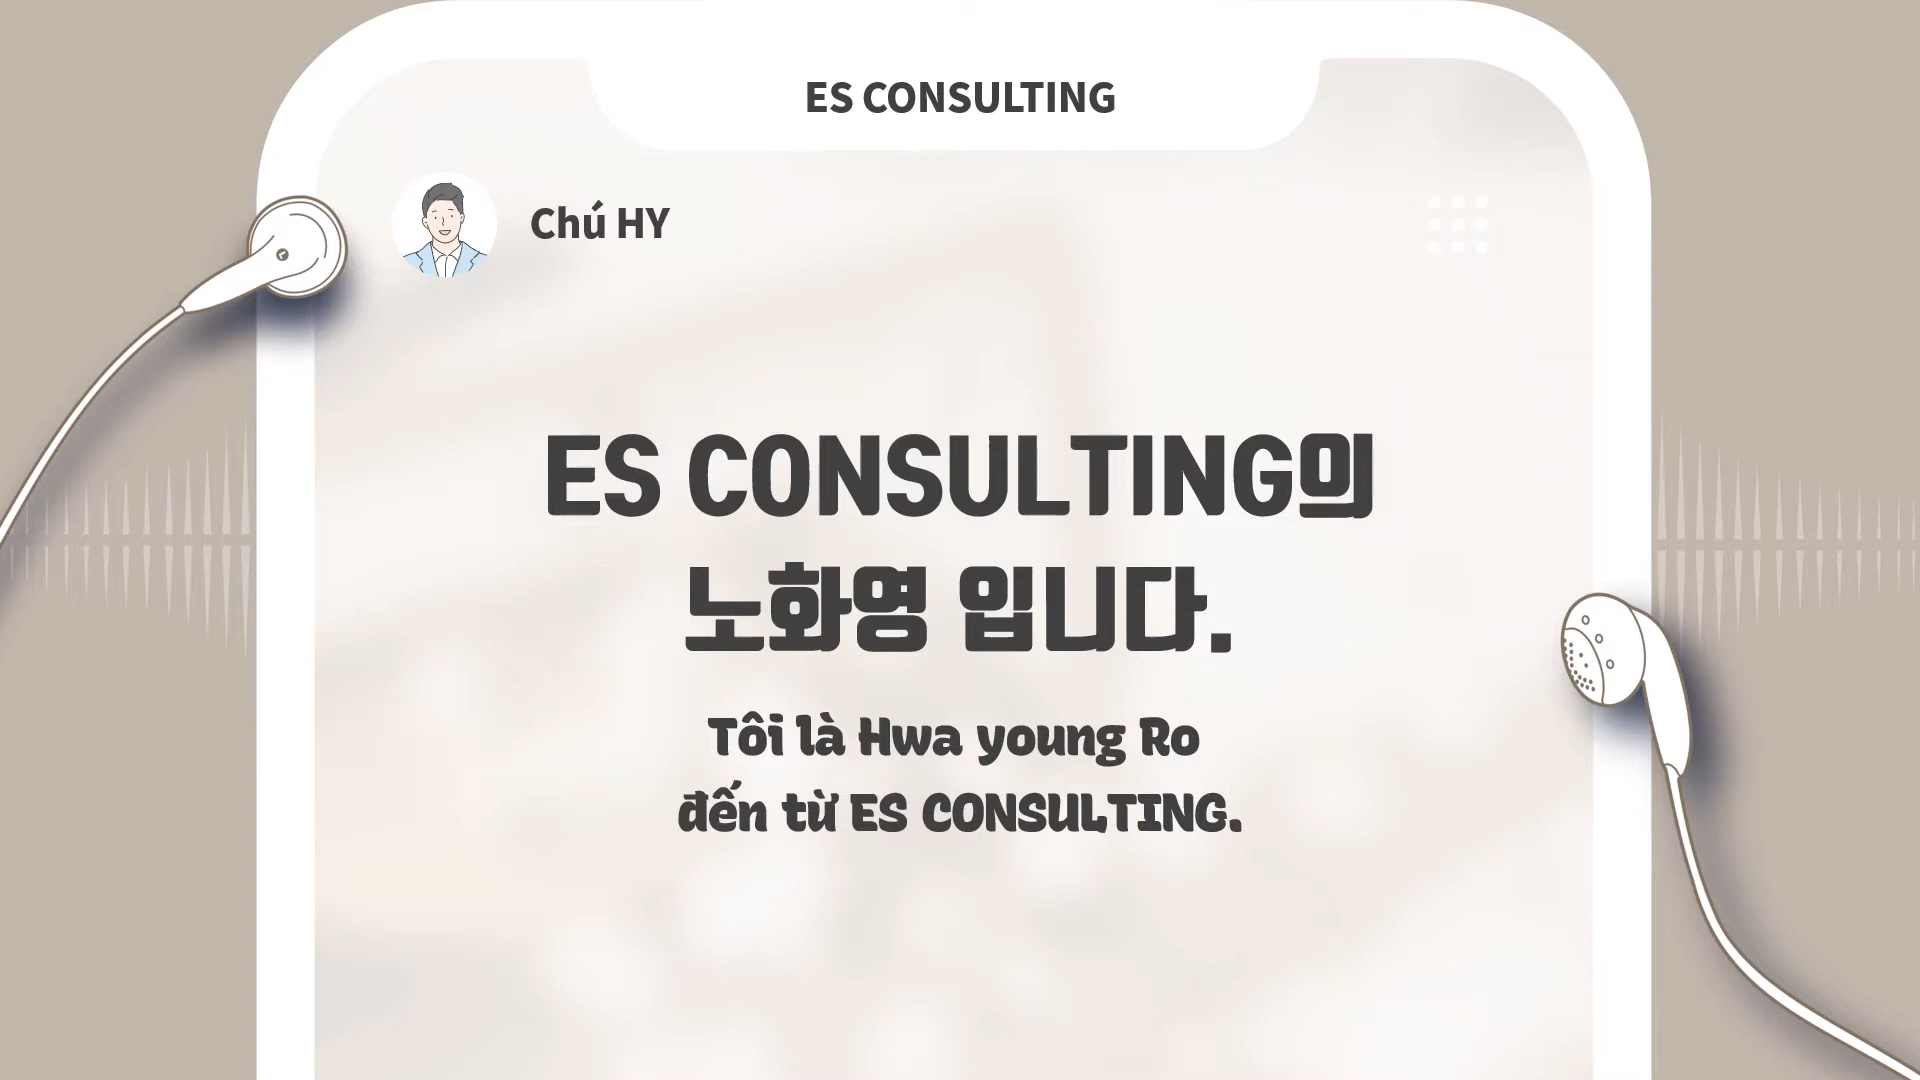 ES CONSULTING
Chú HY
ES CONSULTING의
노화영 입니다.
Tôi là Hwa young Ro
đến từ ES CONSULTING.